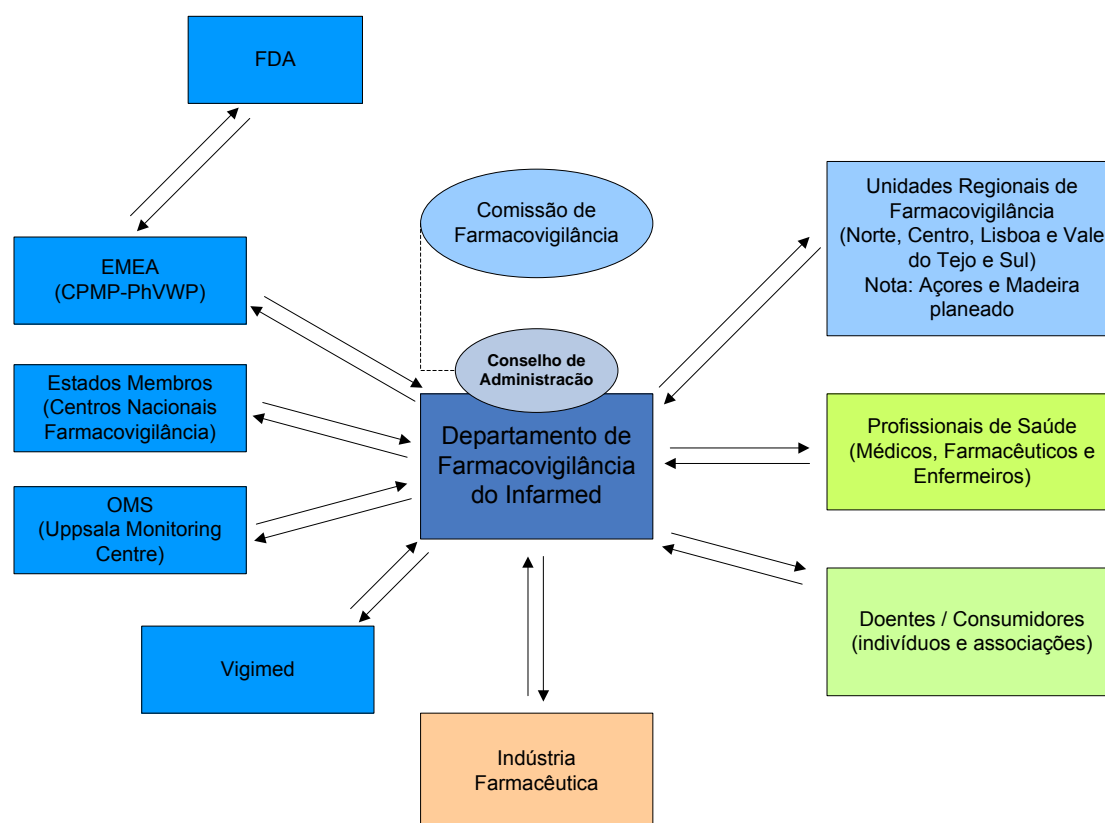 FDA
Comissão de
Farmacovigilância
Unidades Regionais de
Farmacovigilância
(Norte, Centro, Lisboa e Vale
do Tejo e Sul)
Nota: Açores e Madeira
planeado
EMEA
(CPMP-PhVWP)
Conselho de
Administracão
Estados Membros
(Centros Nacionais
Farmacovigilância)
Departamento de
Farmacovigilância
do Infarmed
Profissionais de Saúde
(Médicos, Farmacêuticos e
Enfermeiros)
OMS
(Uppsala Monitoring
Centre)
Doentes / Consumidores
(indivíduos e associações)
Vigimed
Indústria
Farmacêutica